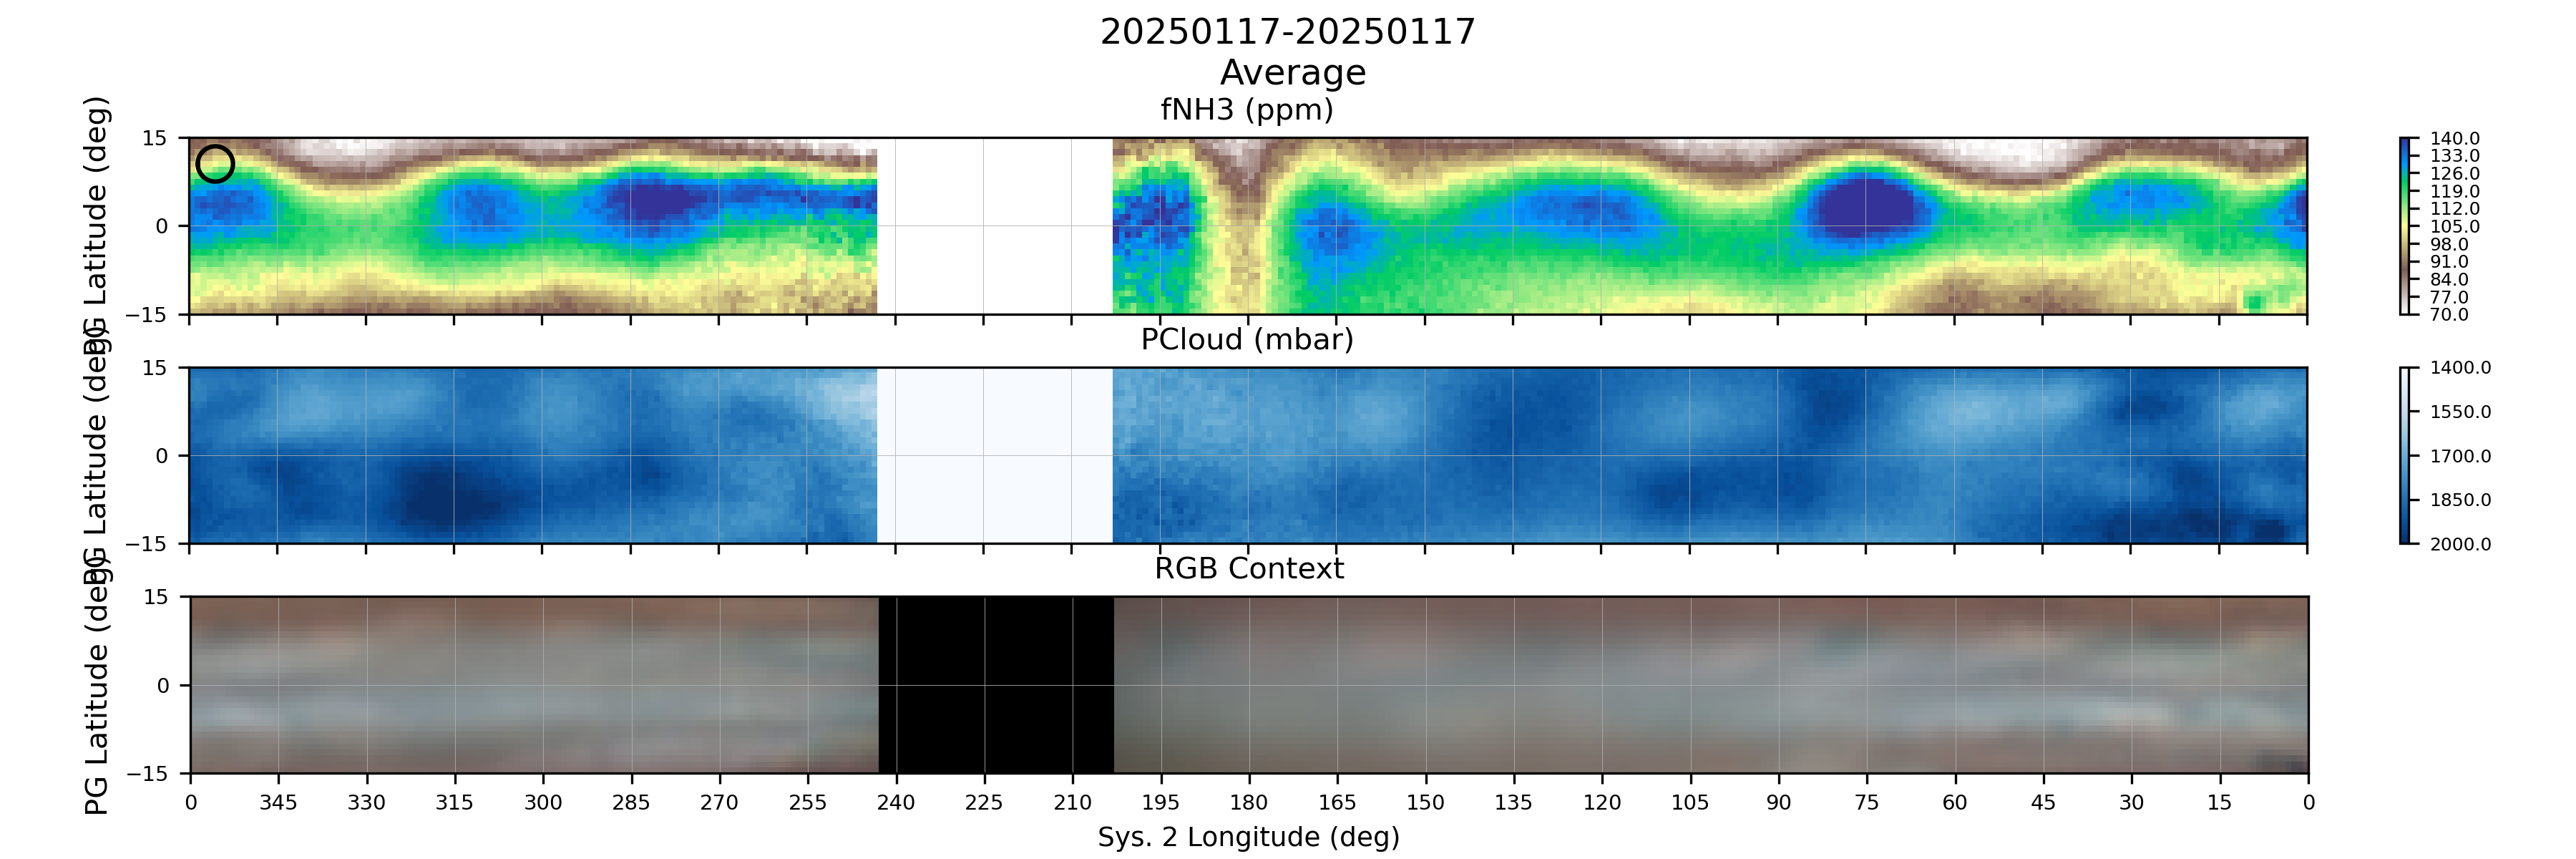 20250117-20250117
Average
fNH3 (ppm)
PG Latitude (deg)
15
0
−15
140.0
133.0
126.0
119.0
112.0
105.0
98.0
91.0
84.0
77.0
70.0
PCloud (mbar)
PG Latitude (deg)
15
0
−15
1400.0
1550.0
1700.0
1850.0
2000.0
RGB Context
PG Latitude (deg)
15
0
−15
0 345 330 315 300 285 270 255 240 225 210 195 180 165 150 135 120 105 90 75 60 45 30 15 0
Sys. 2 Longitude (deg)